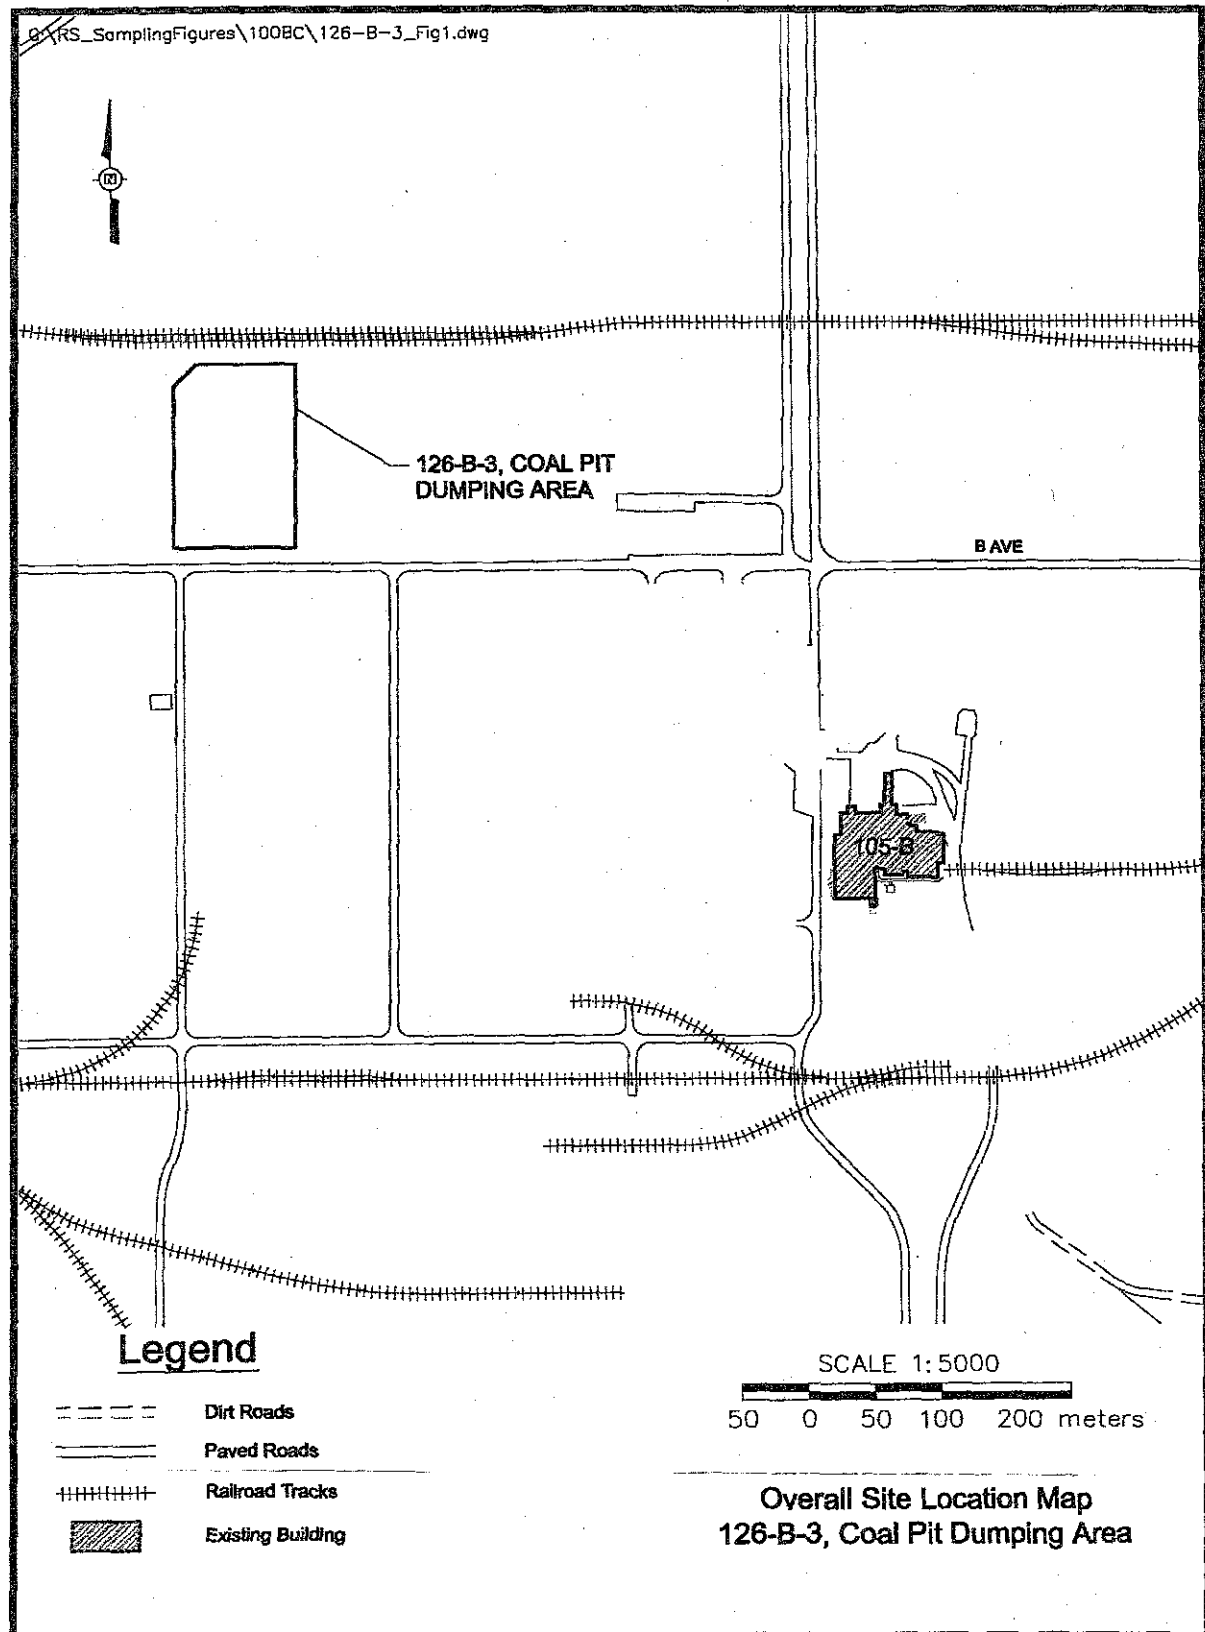 G:\RS_SamplingFigures\100BC\126-B-3_Fig1.dwg
N
126-B-3, COAL PIT
DUMPING AREA
B AVE
105-B
Legend
Dirt Roads
Paved Roads
Railroad Tracks
Existing Building
SCALE 1:5000
50 0 50 100 200 meters
Overall Site Location Map
126-B-3, Coal Pit Dumping Area